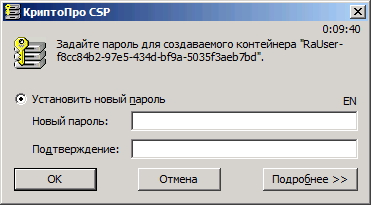 КриптоПро CSP
0:09:40
Задайте пароль для создаваемого контейнера "RaUser-
f8cc84b2-97e5-434d-bf9a-5035f3aeb7bd".
Установить новый пароль
EN
Новый пароль:
Подтверждение:
OK
Отмена
Подробнее >>